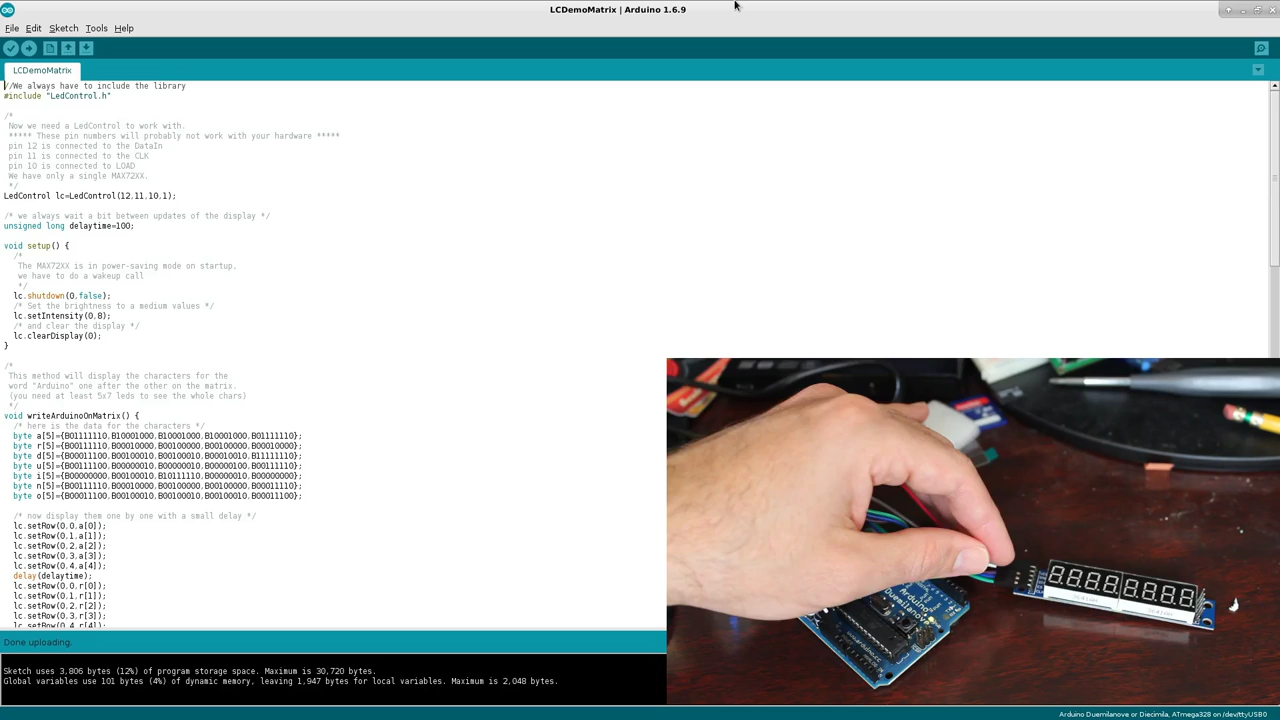 LCDemoMatrix | Arduino 1.6.9
File Edit Sketch Tools Help
LCDemoMatrix
//We always have to include the library
#include "LedControl.h"
/*
Now we need a LedControl to work with.
***** These pin numbers will probably not work with your hardware *****
pin 12 is connected to the DataIn
pin 11 is connected to the CLK
pin 10 is connected to LOAD
We have only a single MAX72XX.
*/
LedControl lc=LedControl(12,11,10,1);
/* we always wait a bit between updates of the display */
unsigned long delaytime=100;
void setup() {
/*
The MAX72XX is in power-saving mode on startup,
we have to do a wakeup call
*/
lc.shutdown(0,false);
/* Set the brightness to a medium values */
lc.setIntensity(0,8);
/* and clear the display */
lc.clearDisplay(0);
}
/*
This method will display the characters for the
word "Arduino" one after the other on the matrix.
(you need at least 5x7 leds to see the whole chars)
*/
void writeArduinoOnMatrix() {
/* here is the data for the characters */
byte a[5]={B01111110,B10001000,B10001000,B10001000,B01111110};
byte r[5]={B00111110,B00010000,B00100000,B00100000,B00010000};
byte d[5]={B00011100,B00100010,B00100010,B00010010,B11111110};
byte u[5]={B00111100,B00000010,B00000010,B00000100,B00111110};
byte i[5]={B00000000,B00100010,B10111110,B00000010,B00000000};
byte n[5]={B00111110,B00010000,B00100000,B00100000,B00011110};
byte o[5]={B00011100,B00100010,B00100010,B00100010,B00011100};
/* now display them one by one with a small delay */
lc.setRow(0,0,a[0]);
lc.setRow(0,1,a[1]);
lc.setRow(0,2,a[2]);
lc.setRow(0,3,a[3]);
lc.setRow(0,4,a[4]);
delay(delaytime);
lc.setRow(0,0,r[0]);
lc.setRow(0,1,r[1]);
lc.setRow(0,2,r[2]);
lc.setRow(0,3,r[3]);
lc.setRow(0,4,r[4]);
Done uploading.
Sketch uses 3,806 bytes (12%) of program storage space. Maximum is 30,720 bytes.
Global variables use 101 bytes (4%) of dynamic memory, leaving 1,947 bytes for local variables. Maximum is 2,048 bytes.
Arduino
Duemilanove
Arduino Duemilanove or Diecimila, ATmega328 on /dev/ttyUSB0